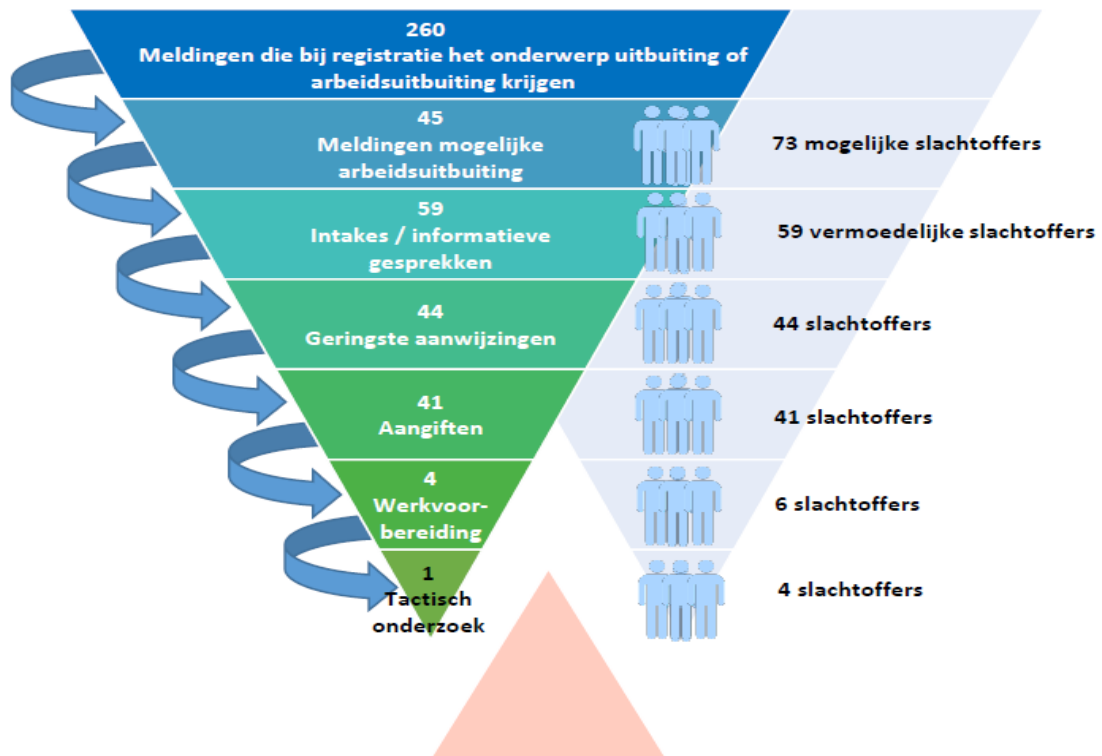 260
Meldingen die bij registratie het onderwerp uitbuiting of
arbeidsuitbuiting krijgen
45
Meldingen mogelijke
arbeidsuitbuiting
73 mogelijke slachtoffers
59
Intakes / informatieve
gesprekken
59 vermoedelijke slachtoffers
44
Geringste aanwijzingen
44 slachtoffers
41
Aangiften
41 slachtoffers
4
Werkvoor-
bereiding
6 slachtoffers
1
Tactisch
onderzoek
4 slachtoffers